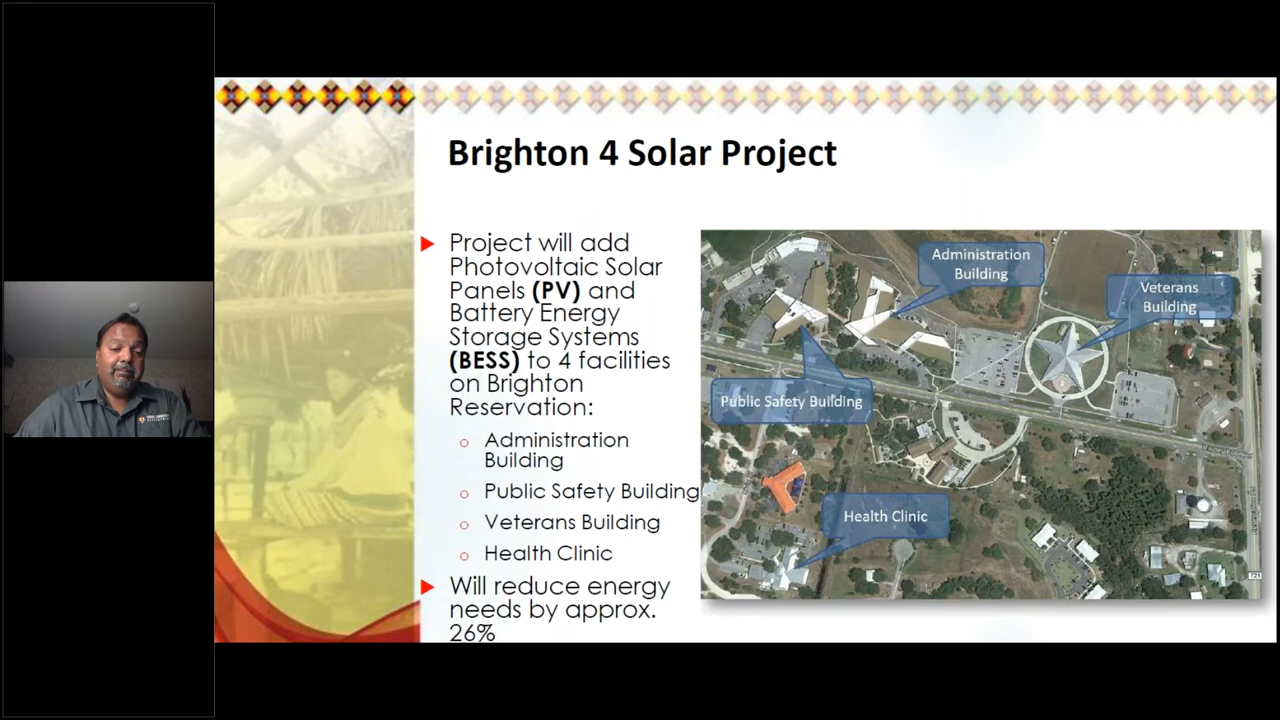 Brighton 4 Solar Project
Project will add
Photovoltaic Solar
Panels (PV) and
Battery Energy
Storage Systems
(BESS) to 4 facilities
on Brighton
Reservation:
Administration
Building
Public Safety Building
Veterans Building
Health Clinic
Will reduce energy
needs by approx.
26%
Administration
Building
Veterans
Building
Public Safety Building
Health Clinic
721